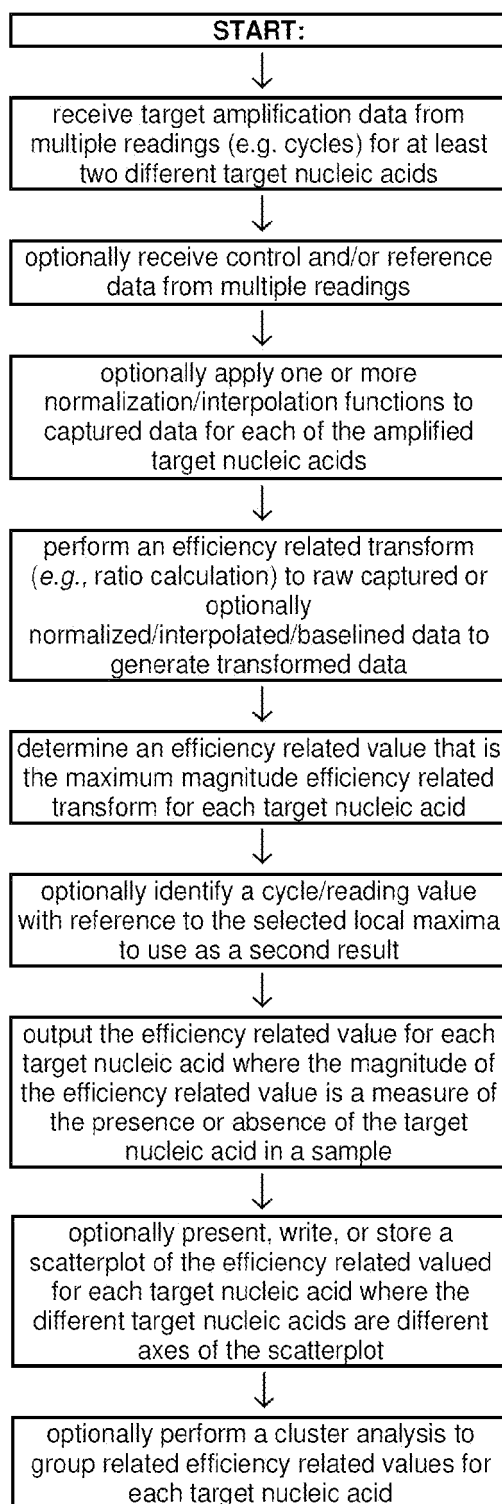 START:
receive target amplification data from
multiple readings (e.g. cycles) for at least
two different target nucleic acids
optionally receive control and/or reference
data from multiple readings
optionally apply one or more
normalization/interpolation functions to
captured data for each of the amplified
target nucleic acids
perform an efficiency related transform
(e.g., ratio calculation) to raw captured or
optionally
normalized/interpolated/baselined data to
generate transformed data
determine an efficiency related value that is
the maximum magnitude efficiency related
transform for each target nucleic acid
optionally identify a cycle/reading value
with reference to the selected local maxima
to use as a second result
output the efficiency related value for each
target nucleic acid where the magnitude of
the efficiency related value is a measure of
the presence or absence of the target
nucleic acid in a sample
optionally present, write, or store a
scatterplot of the efficiency related valued
for each target nucleic acid where the
different target nucleic acids are different
axes of the scatterplot
optionally perform a cluster analysis to
group related efficiency related values for
each target nucleic acid